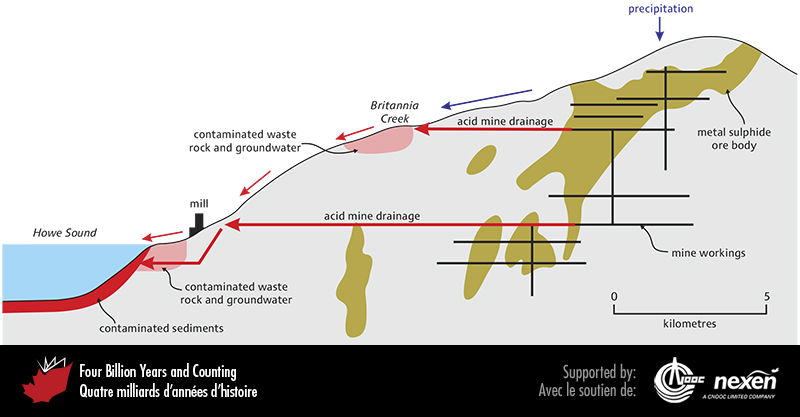 precipitation
Britannia
Creek
contaminated waste
rock and groundwater
acid mine drainage
metal sulphide
ore body
mill
acid mine drainage
Howe Sound
mine workings
contaminated waste
rock and groundwater
0
5
kilometres
contaminated sediments
Four Billion Years and Counting
Quatre milliards d'années d'histoire
Supported by:
Avec le soutien de:
CNOOC
nexen
A CNOOC LIMITED COMPANY